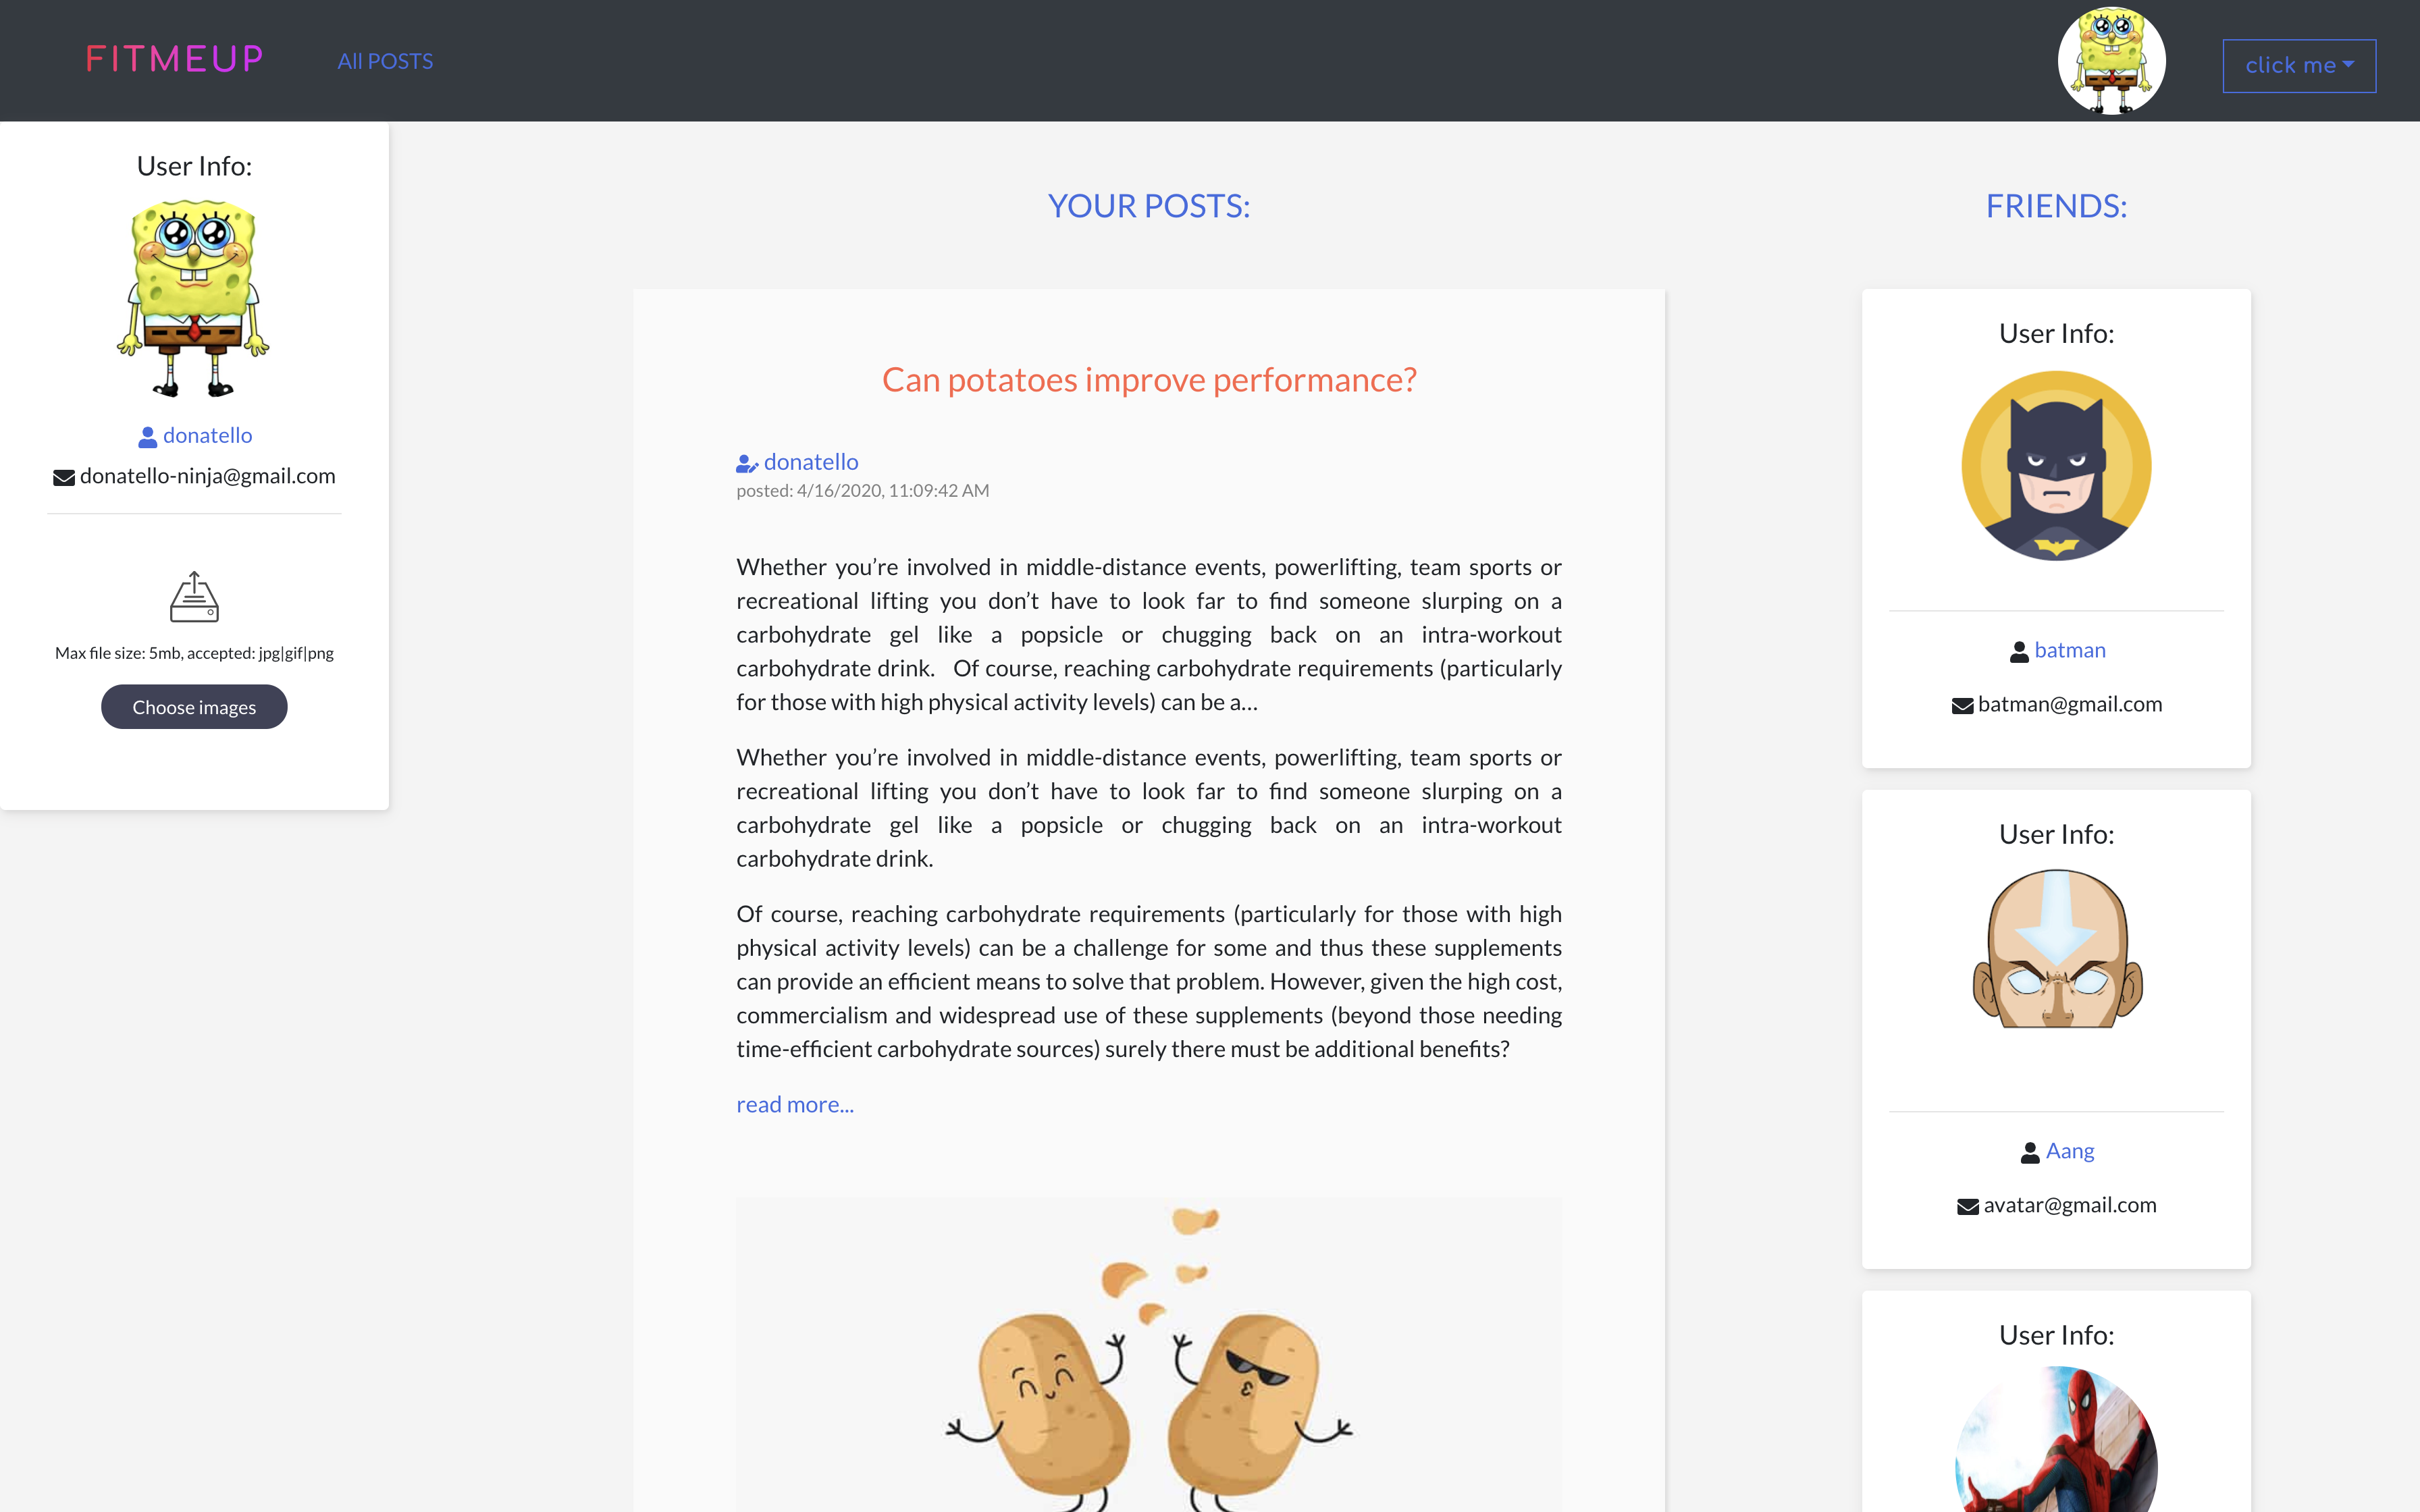 FITMEUP
All POSTS
click me
User Info:
donatello
donatello-ninja@gmail.com
Max file size: 5mb, accepted: jpg|gif|png
Choose images
YOUR POSTS:
Can potatoes improve performance?
donatello
posted: 4/16/2020, 11:09:42 AM
Whether you’re involved in middle-distance events, powerlifting, team sports or
recreational lifting you don’t have to look far to find someone slurping on a
carbohydrate gel like a popsicle or chugging back on an intra-workout
carbohydrate drink.   Of course, reaching carbohydrate requirements (particularly
for those with high physical activity levels) can be a…
Whether you’re involved in middle-distance events, powerlifting, team sports or
recreational lifting you don’t have to look far to find someone slurping on a
carbohydrate gel like a popsicle or chugging back on an intra-workout
carbohydrate drink.
Of course, reaching carbohydrate requirements (particularly for those with high
physical activity levels) can be a challenge for some and thus these supplements
can provide an efficient means to solve that problem. However, given the high cost,
commercialism and widespread use of these supplements (beyond those needing
time-efficient carbohydrate sources) surely there must be additional benefits?
read more...
FRIENDS:
User Info:
batman
batman@gmail.com
User Info:
Aang
avatar@gmail.com
User Info: